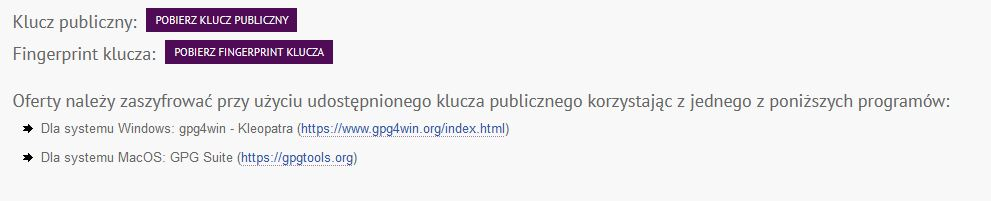 Klucz publiczny: POBIERZ KLUCZ PUBLICZNY
Fingerprint klucza: POBIERZ FINGERPRINT KLUCZA
Oferty należy zaszyfrować przy użyciu udostępnionego klucza publicznego korzystając z jednego z poniższych programów:
Dla systemu Windows: gpg4win - Kleopatra (https://www.gpg4win.org/index.html)
Dla systemu MacOS: GPG Suite (https://gpgtools.org)